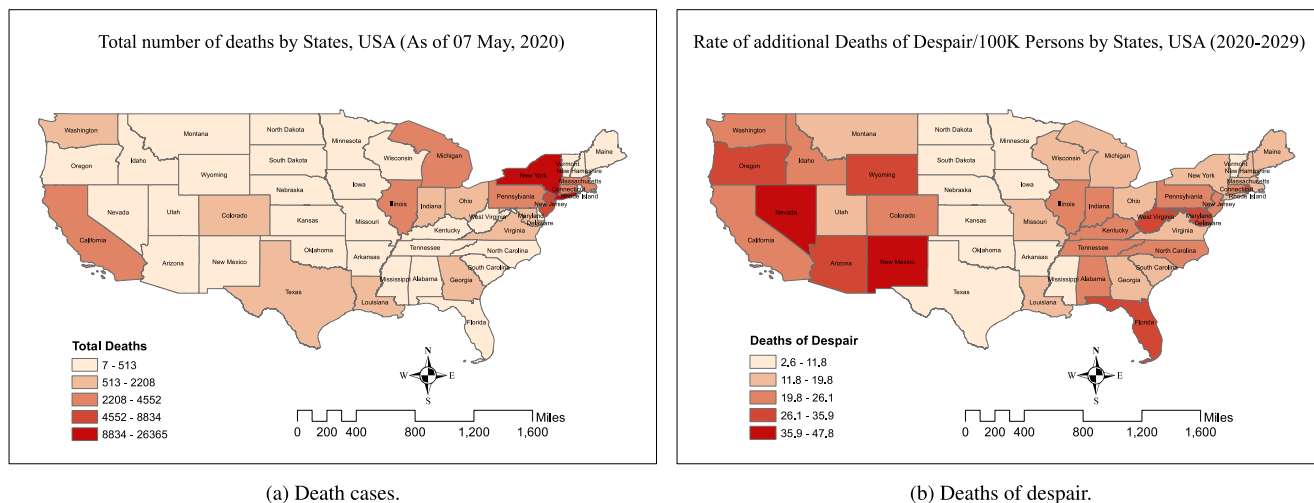 Total number of deaths by States, USA (As of 07 May, 2020)
Washington
Montana
North Dakota
Minnesota
Maine
Oregon
Idaho
Wisconsin
Michigan
Vermont
New Hampshire
South Dakota
Wyoming
New York
Massachusetts
Connecticut
Rhode Island
Iowa
Nebraska
Pennsylvania
New Jersey
Nevada
Utah
Colorado
Illinois
Indiana
Ohio
Maryland
Delaware
West Virginia
Virginia
California
Kansas
Missouri
Kentucky
Oklahoma
Tennessee
North Carolina
Arizona
New Mexico
Arkansas
South Carolina
Mississippi
Alabama
Georgia
Texas
Louisiana
Florida
Total Deaths
7 - 513
513 - 2208
2208 - 4552
4552 - 8834
8834 - 26365
N
W
E
S
Miles
0
200
400
800
1,200
1,600
(a) Death cases.
Rate of additional Deaths of Despair/100K Persons by States, USA (2020-2029)
Washington
Montana
North Dakota
Minnesota
Maine
Oregon
Idaho
Wisconsin
Michigan
Vermont
New Hampshire
South Dakota
Wyoming
New York
Massachusetts
Connecticut
Rhode Island
Iowa
Nebraska
Pennsylvania
New Jersey
Nevada
Utah
Colorado
Illinois
Indiana
Ohio
Maryland
Delaware
West Virginia
Virginia
California
Kansas
Missouri
Kentucky
Oklahoma
Tennessee
North Carolina
Arizona
New Mexico
Arkansas
South Carolina
Mississippi
Alabama
Georgia
Texas
Louisiana
Florida
Deaths of Despair
2.6 - 11.8
11.8 - 19.8
19.8 - 26.1
26.1 - 35.9
35.9 - 47.8
N
W
E
S
Miles
0
200
400
800
1,200
1,600
(b) Deaths of despair.